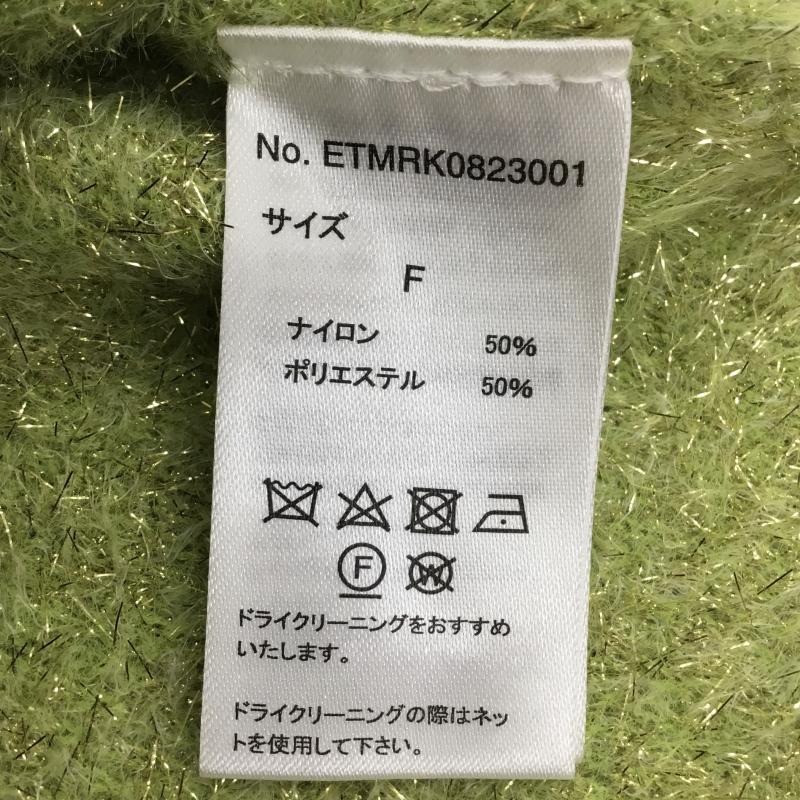 No. ETMRK0823001
サイズ
F
ナイロン 50%
ポリエステル 50%
F W
ドライクリーニングをおすすめ
いたします。
ドライクリーニングの際はネッ
トを使用して下さい。